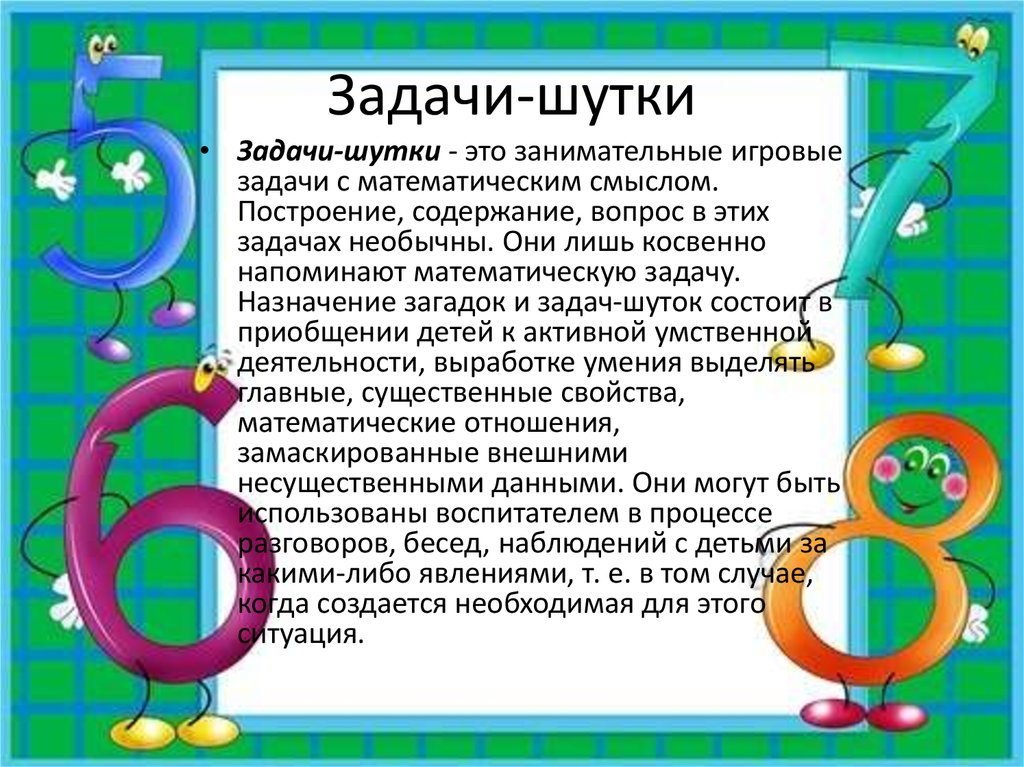 Задачи-шутки
• Задачи-шутки - это занимательные игровые
задачи с математическим смыслом.
Построение, содержание, вопрос в этих
задачах необычны. Они лишь косвенно
напоминают математическую задачу.
Назначение загадок и задач-шуток состоит в
приобщении детей к активной умственной
деятельности, выработке умения выделять
главные, существенные свойства,
математические отношения,
замаскированные внешними
несущественными данными. Они могут быть
использованы воспитателем в процессе
разговоров, бесед, наблюдений с детьми за
какими-либо явлениями, т. е. в том случае,
когда создается необходимая для этого
ситуация.